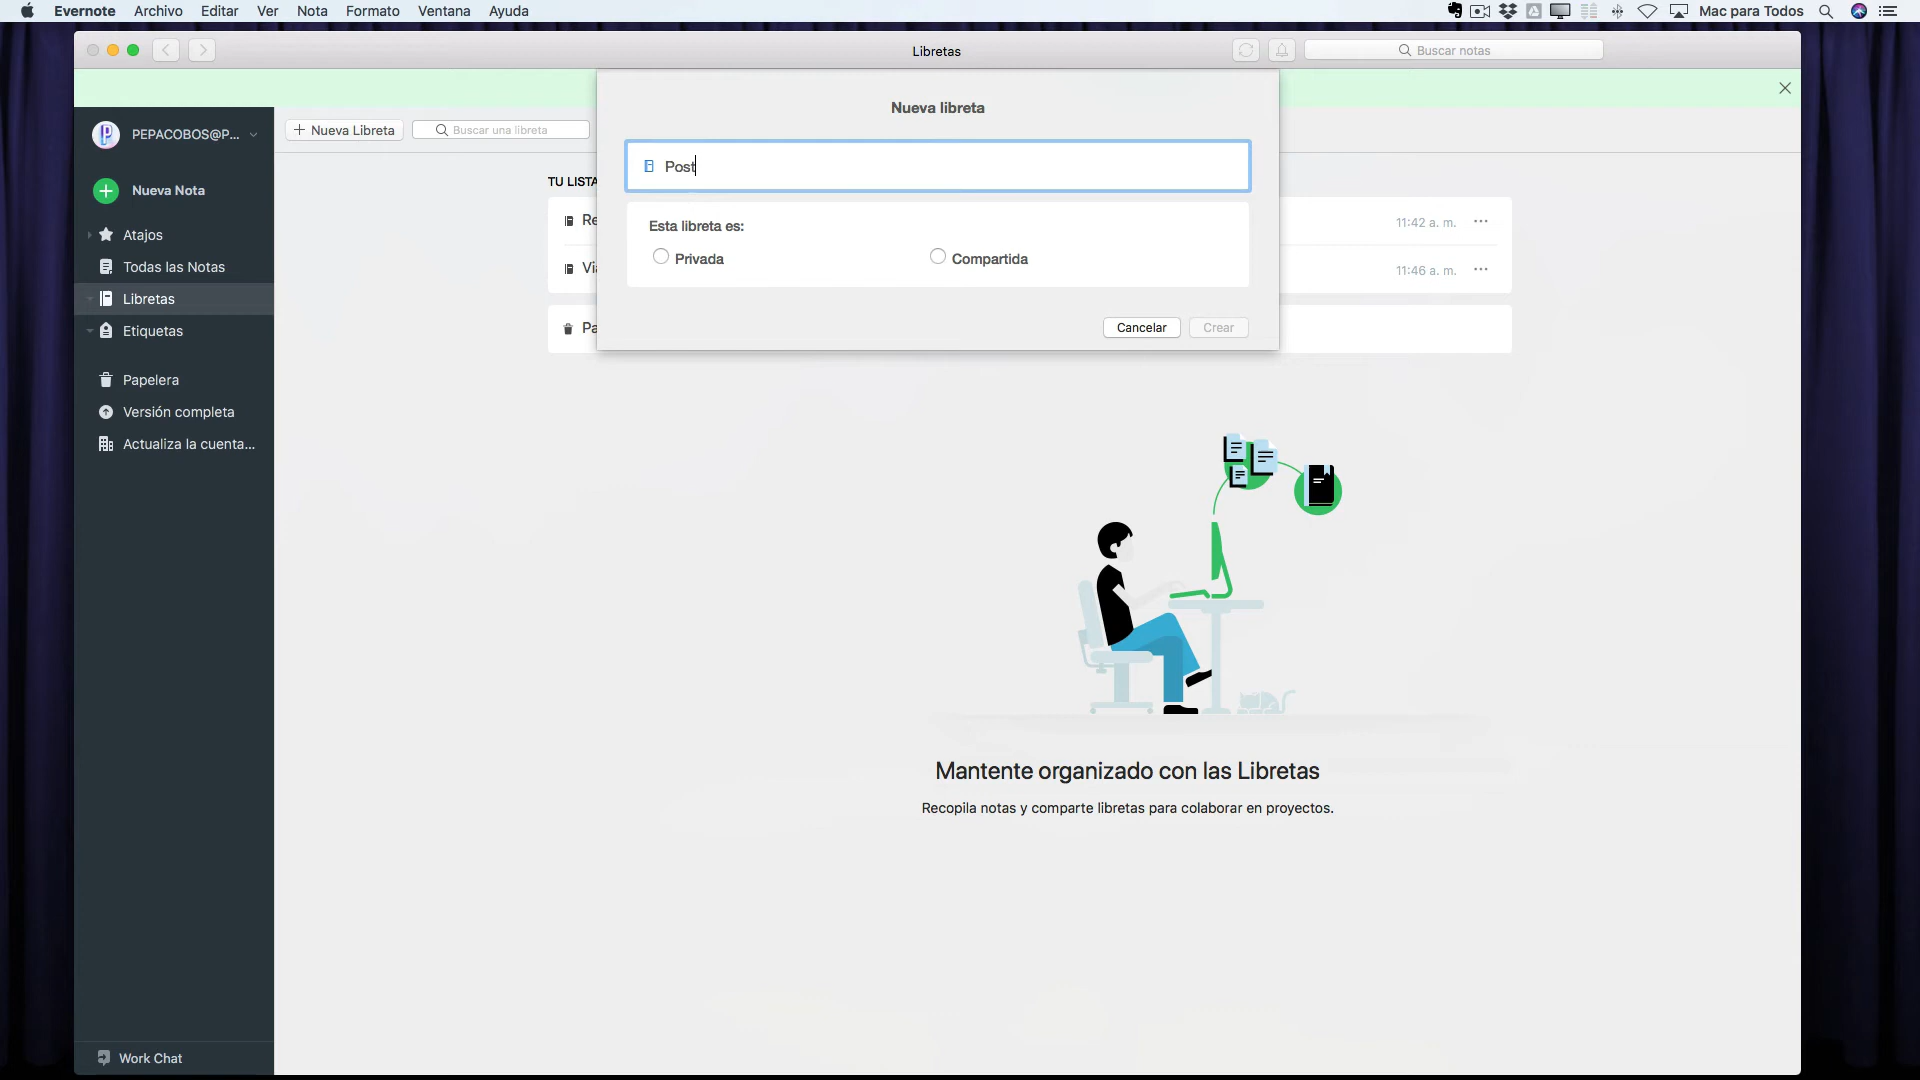 Evernote Archivo Editar Ver Nota Formato Ventana Ayuda Mac para Todos
Libretas
Buscar notas
Nueva libreta
PEPACOBOS@P...
Nueva Libreta
Buscar una libreta
Post
Nueva Nota
TU LISTA
Re
11:42 a. m.
Esta libreta es:
Atajos
Privada
Compartida
Todas las Notas
Via
11:46 a. m.
Libretas
Etiquetas
Pa
Cancelar
Crear
Papelera
Versión completa
Actualiza la cuenta...
Mantente organizado con las Libretas
Recopila notas y comparte libretas para colaborar en proyectos.
Work Chat